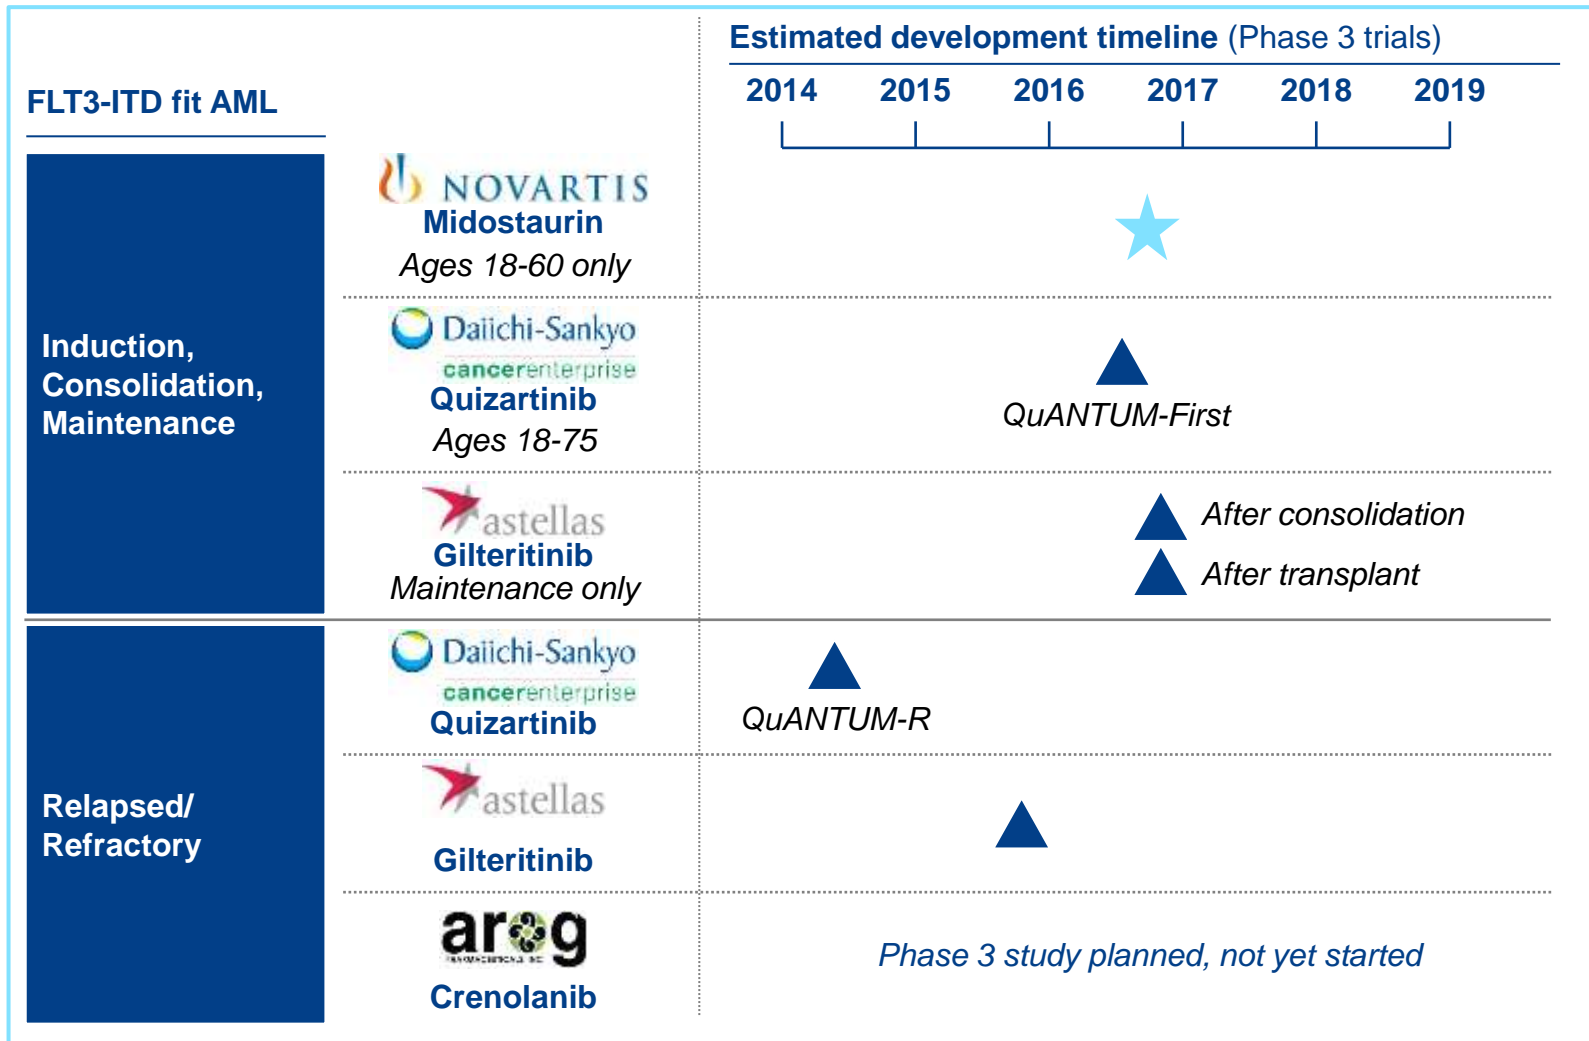 Estimated development timeline (Phase 3 trials)
2014 2015 2016 2017 2018 2019
FLT3-ITD fit AML
Induction,
Consolidation,
Maintenance
NOVARTIS
Midostaurin
Ages 18-60 only
Daiichi-Sankyo
cancerenterprise
Quizartinib
Ages 18-75
QuANTUM-First
astellas
Gilteritinib
Maintenance only
After consolidation
After transplant
Relapsed/
Refractory
Daiichi-Sankyo
cancerenterprise
Quizartinib
QuANTUM-R
astellas
Gilteritinib
arog
PHARMACEUTICALS, INC
Crenolanib
Phase 3 study planned, not yet started